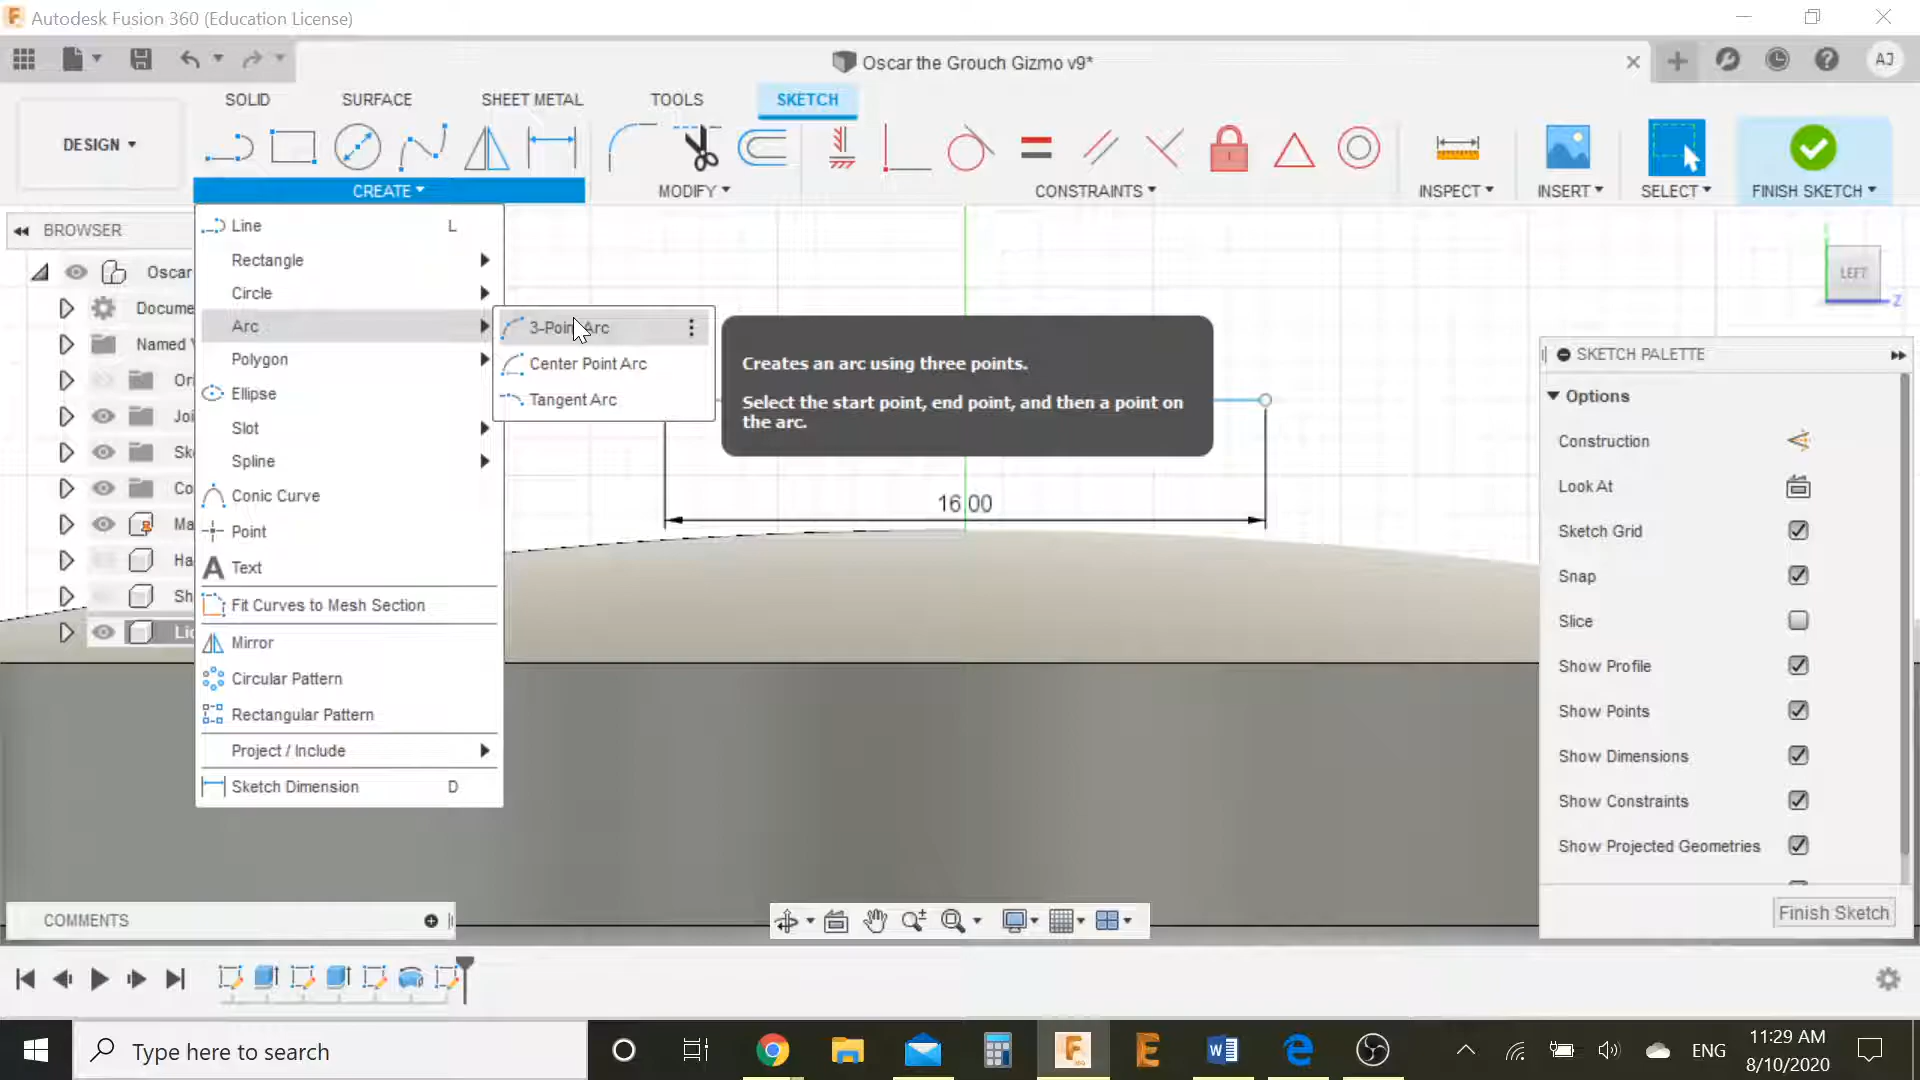 Autodesk Fusion 360 (Education License)
Oscar the Grouch Gizmo v9*
AJ
SOLID
SURFACE
SHEET METAL
TOOLS
SKETCH
DESIGN
CREATE
MODIFY
CONSTRAINTS
INSPECT
INSERT
SELECT
FINISH SKETCH
BROWSER
Oscar
Docume
Named
Ori
Joi
Ske
Co
Ma
Ha
Sh
Lic
Line L
Rectangle
Circle
Arc
Polygon
Ellipse
Slot
Spline
Conic Curve
Point
Text
Fit Curves to Mesh Section
Mirror
Circular Pattern
Rectangular Pattern
Project / Include
Sketch Dimension D
3-Point Arc
Center Point Arc
Tangent Arc
Creates an arc using three points.
Select the start point, end point, and then a point on
the arc.
16.00
LEFT
Z
SKETCH PALETTE
Options
Construction
Look At
Sketch Grid
Snap
Slice
Show Profile
Show Points
Show Dimensions
Show Constraints
Show Projected Geometries
Finish Sketch
COMMENTS
Type here to search
ENG
11:29 AM
8/10/2020